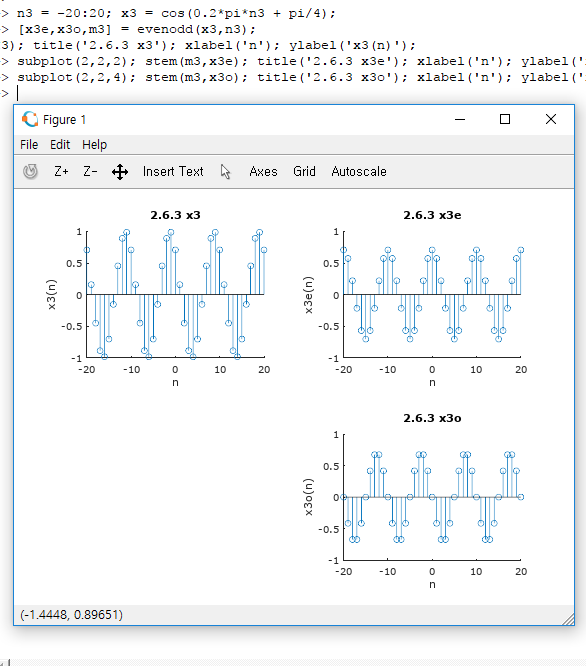 > n3 = -20:20; x3 = cos(0.2*pi*n3 + pi/4);
> [x3e,x3o,m3] = evenodd(x3,n3);
3); title('2.6.3 x3'); xlabel('n'); ylabel('x3(n)');
> subplot(2,2,2); stem(m3,x3e); title('2.6.3 x3e'); xlabel('n'); ylabel('
> subplot(2,2,4); stem(m3,x3o); title('2.6.3 x3o'); xlabel('n'); ylabel('
>
Figure 1
File Edit Help
Z+ Z- Insert Text Axes Grid Autoscale
2.6.3 x3
1
0.5
0
-0.5
-1
x3(n)
-20 -10 0 10 20
n
2.6.3 x3e
1
0.5
0
-0.5
-1
x3e(n)
-20 -10 0 10 20
n
2.6.3 x3o
1
0.5
0
-0.5
-1
x3o(n)
-20 -10 0 10 20
n
(-1.4448, 0.89651)